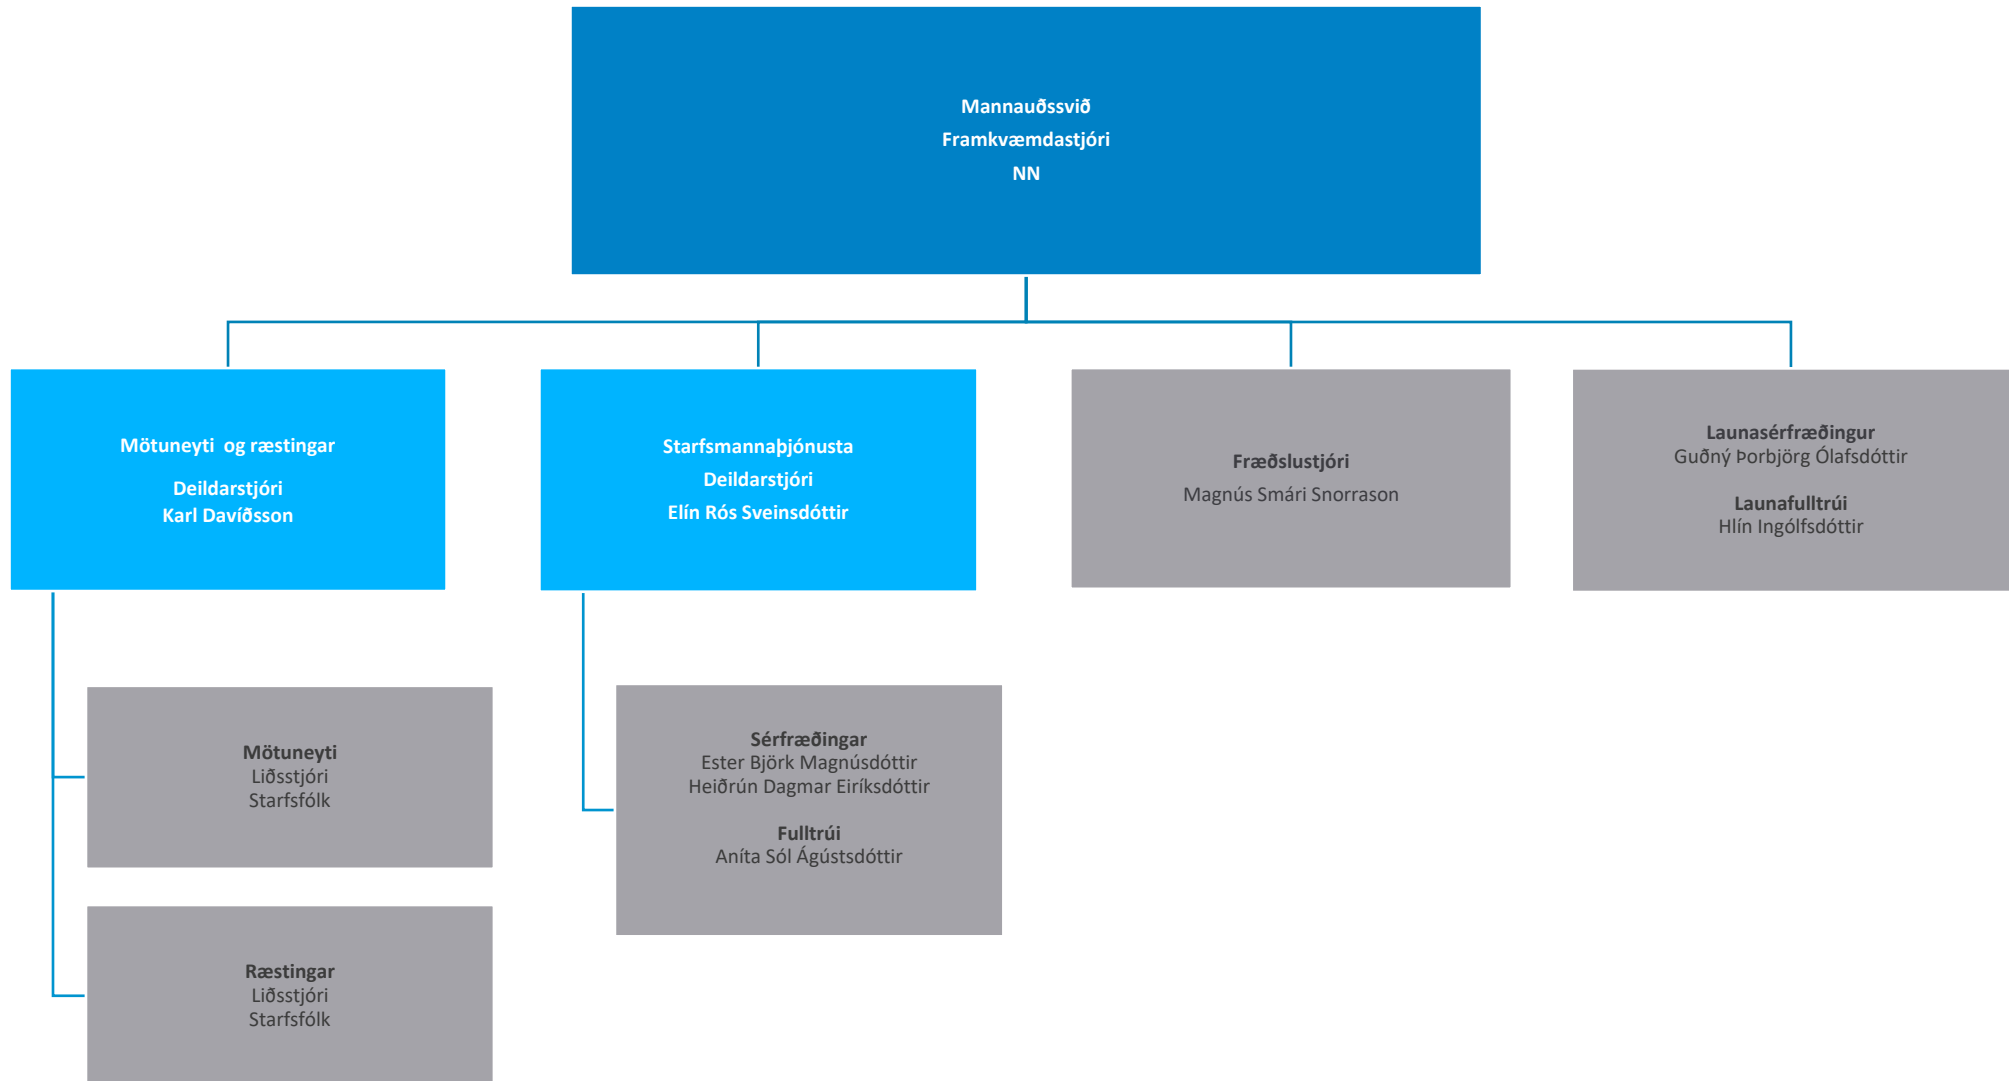 Mannauðssvið
Framkvæmdastjóri
NN
Mötuneyti og ræstingar
Deildarstjóri
Karl Davíðsson
Starfsmannaþjónusta
Deildarstjóri
Elín Rós Sveinsdóttir
Fræðslustjóri
Magnús Smári Snorrason
Launasérfræðingur
Guðný Þorbjörg Ólafsdóttir
Launafulltrúi
Hlín Ingólfsdóttir
Mötuneyti
Liðsstjóri
Starfsfólk
Ræstingar
Liðsstjóri
Starfsfólk
Sérfræðingar
Ester Björk Magnúsdóttir
Heiðrún Dagmar Eiríksdóttir
Fulltrúi
Aníta Sól Ágústsdóttir